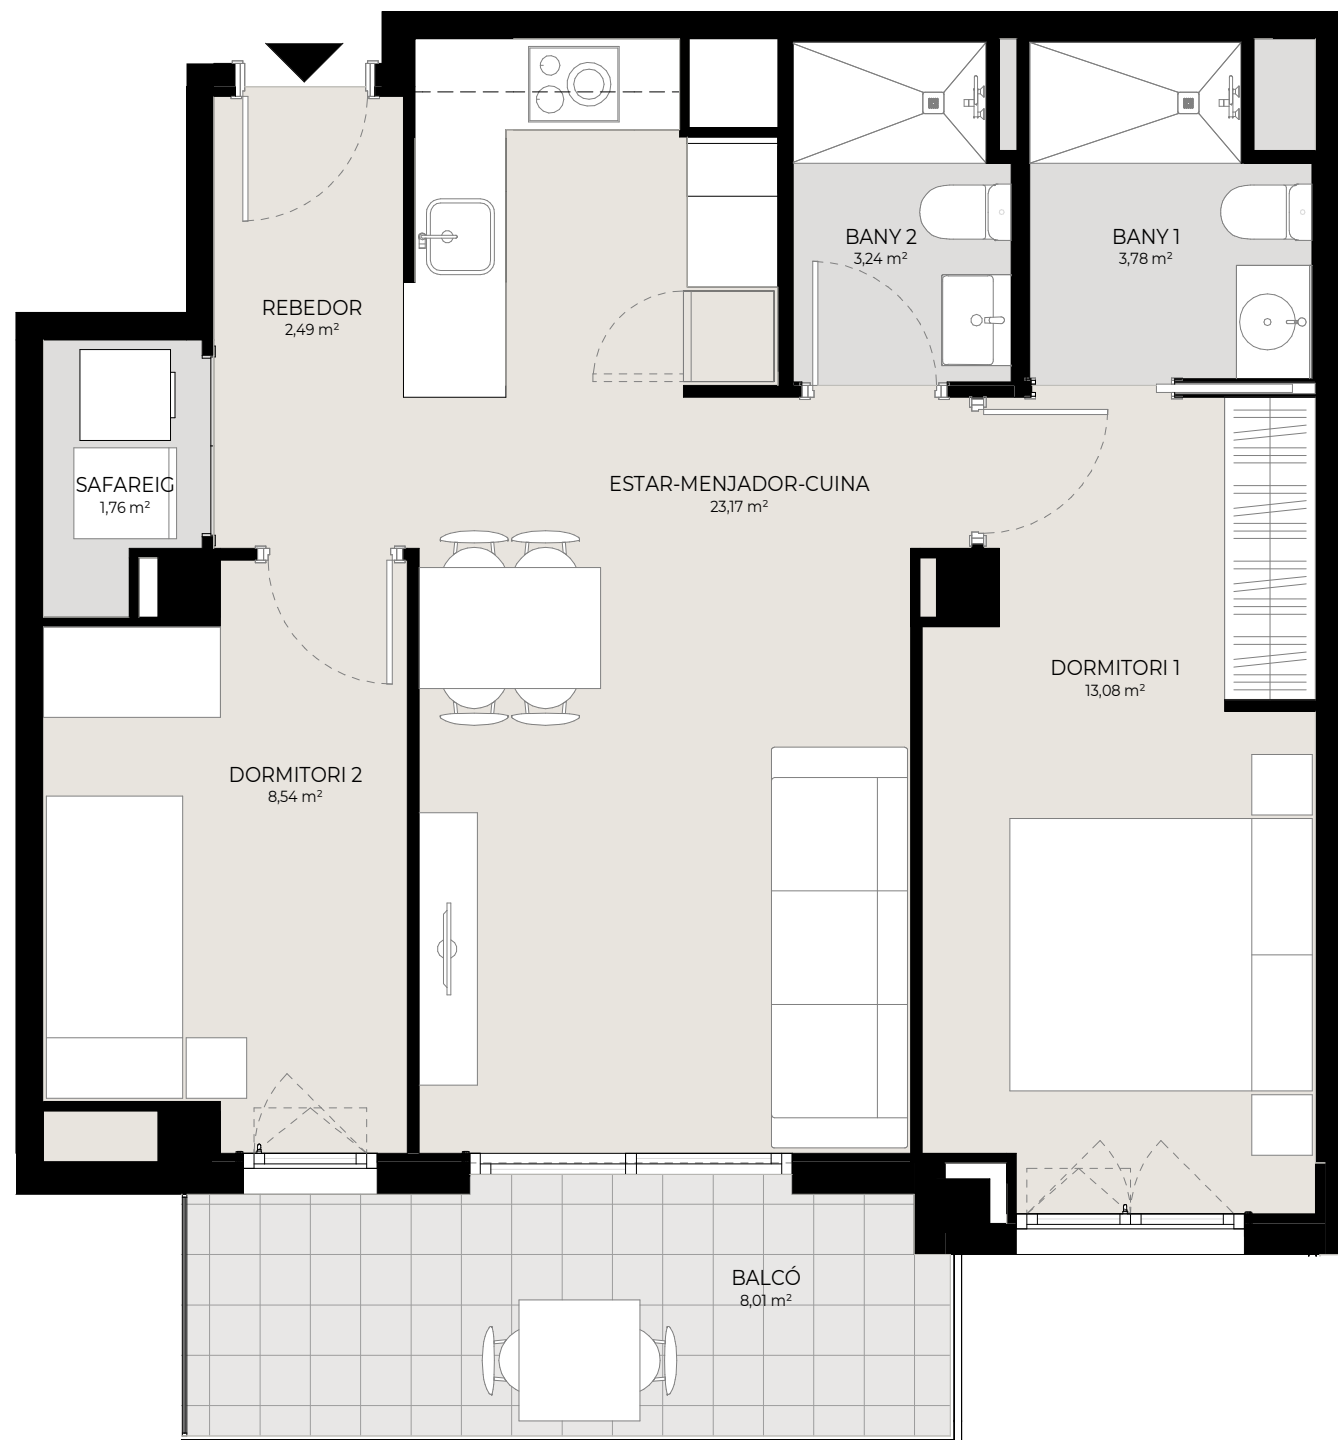 BANY 2
3,24 m²
BANY 1
3,78 m²
REBEDOR
2,49 m²
SAFAREIG
1,76 m²
ESTAR-MENJADOR-CUINA
23,17 m²
DORMITORI 1
13,08 m²
DORMITORI 2
8,54 m²
BALCÓ
8,01 m²